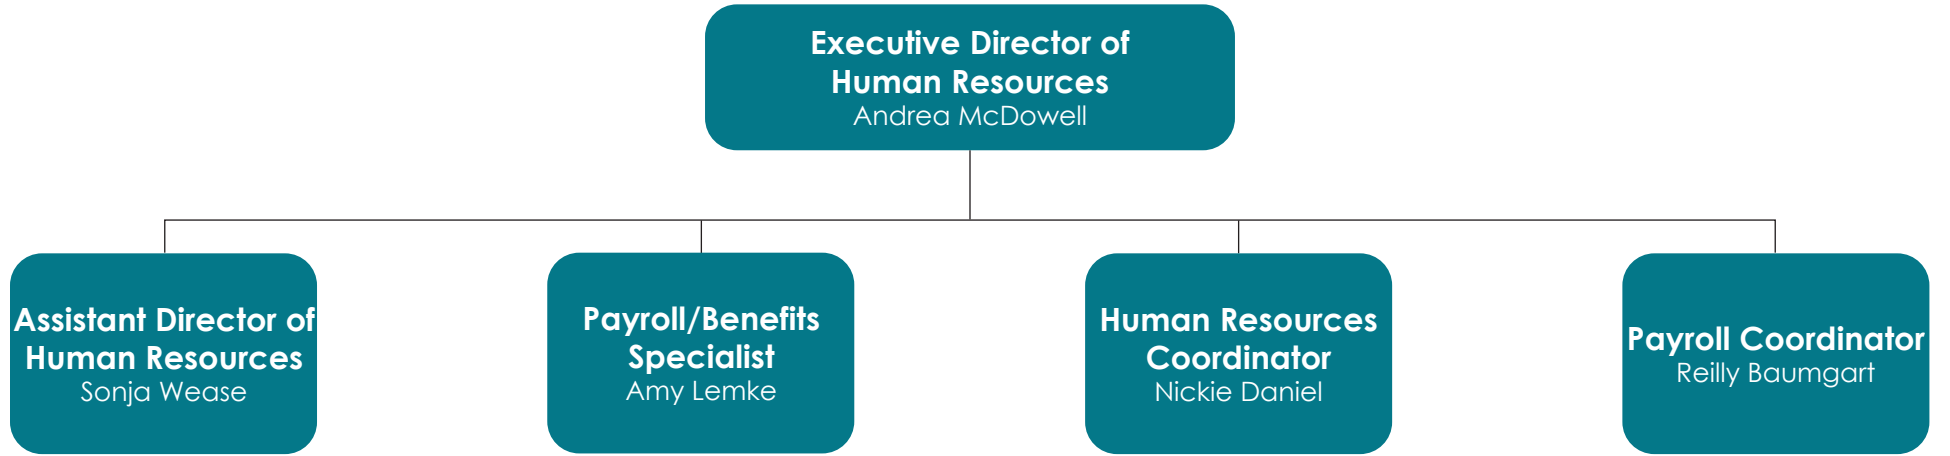 Executive Director of
Human Resources
Andrea McDowell
Assistant Director of
Human Resources
Sonja Wease
Payroll/Benefits
Specialist
Amy Lemke
Human Resources
Coordinator
Nickie Daniel
Payroll Coordinator
Reilly Baumgart